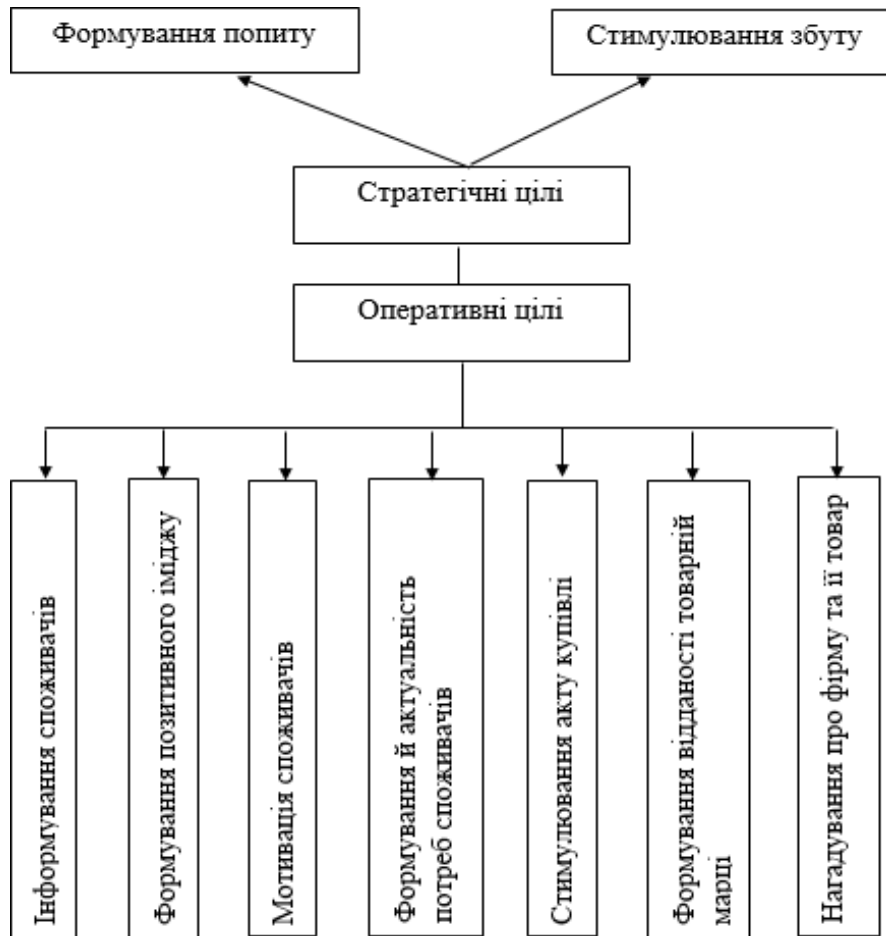 Формування попиту
Стимулювання збуту
Стратегічні цілі
Оперативні цілі
Інформування споживачів
Формування позитивного іміджу
Мотивація споживачів
Формування й актуальність
потреб споживачів
Стимулювання акту купівлі
Формування відданості товарній
марці
Нагадування про фірму та її товар